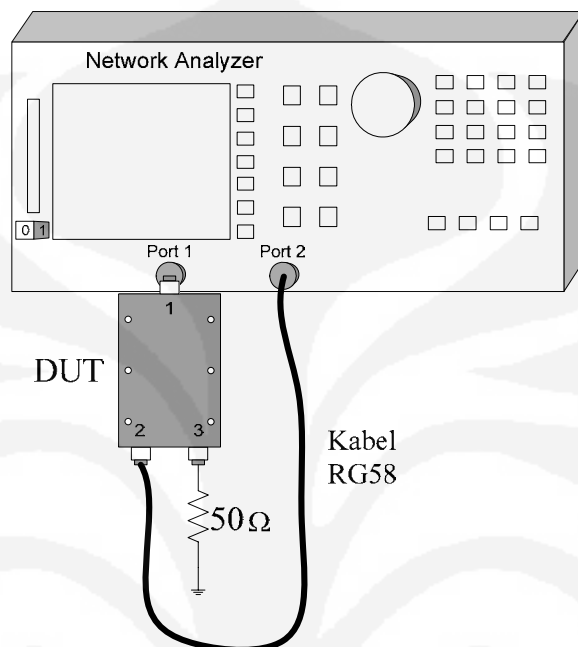 Network Analyzer
0 1
Port 1
Port 2
1
DUT
2
3
Kabel
RG58
50Ω